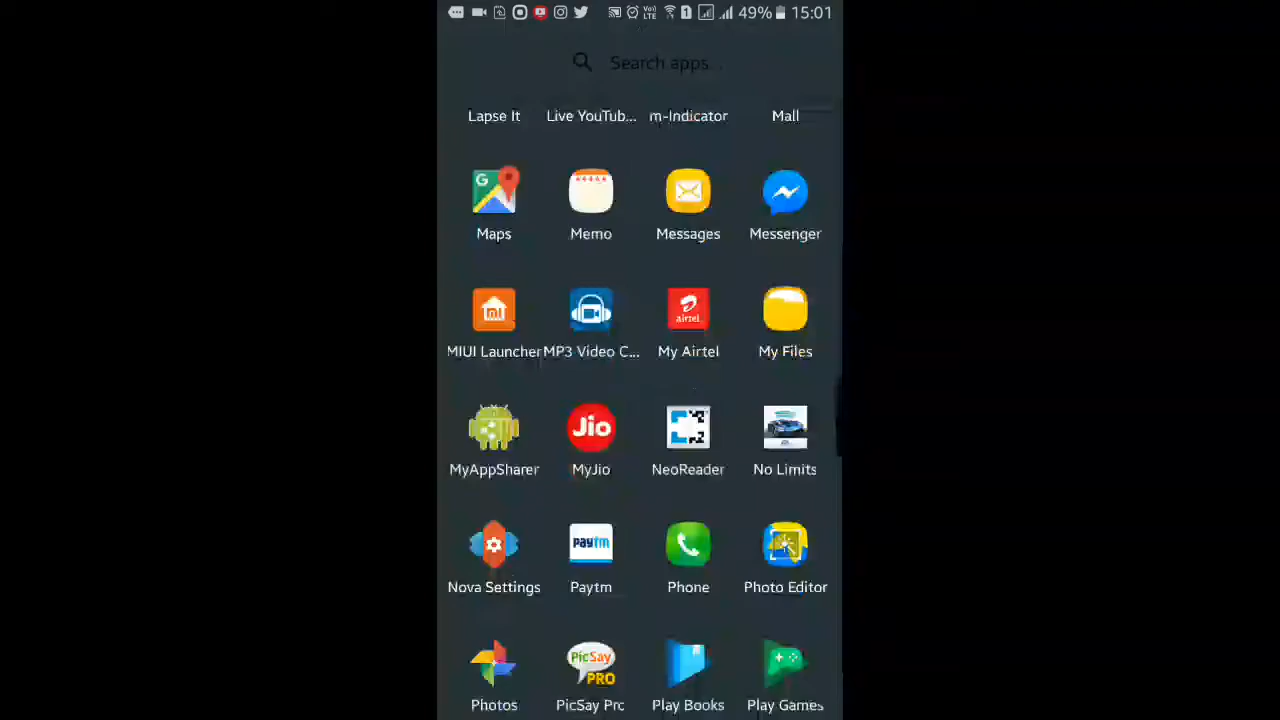 49% 15:01
Search apps...
Lapse It Live YouTub... m-Indicator Mall
Maps Memo Messages Messenger
airtel
MIUI Launcher MP3 Video C... My Airtel My Files
Jio
MyAppSharer MyJio NeoReader No Limits
Paytm
Nova Settings Paytm Phone Photo Editor
PicSay
PRO
Photos PicSay Pro Play Books Play Games